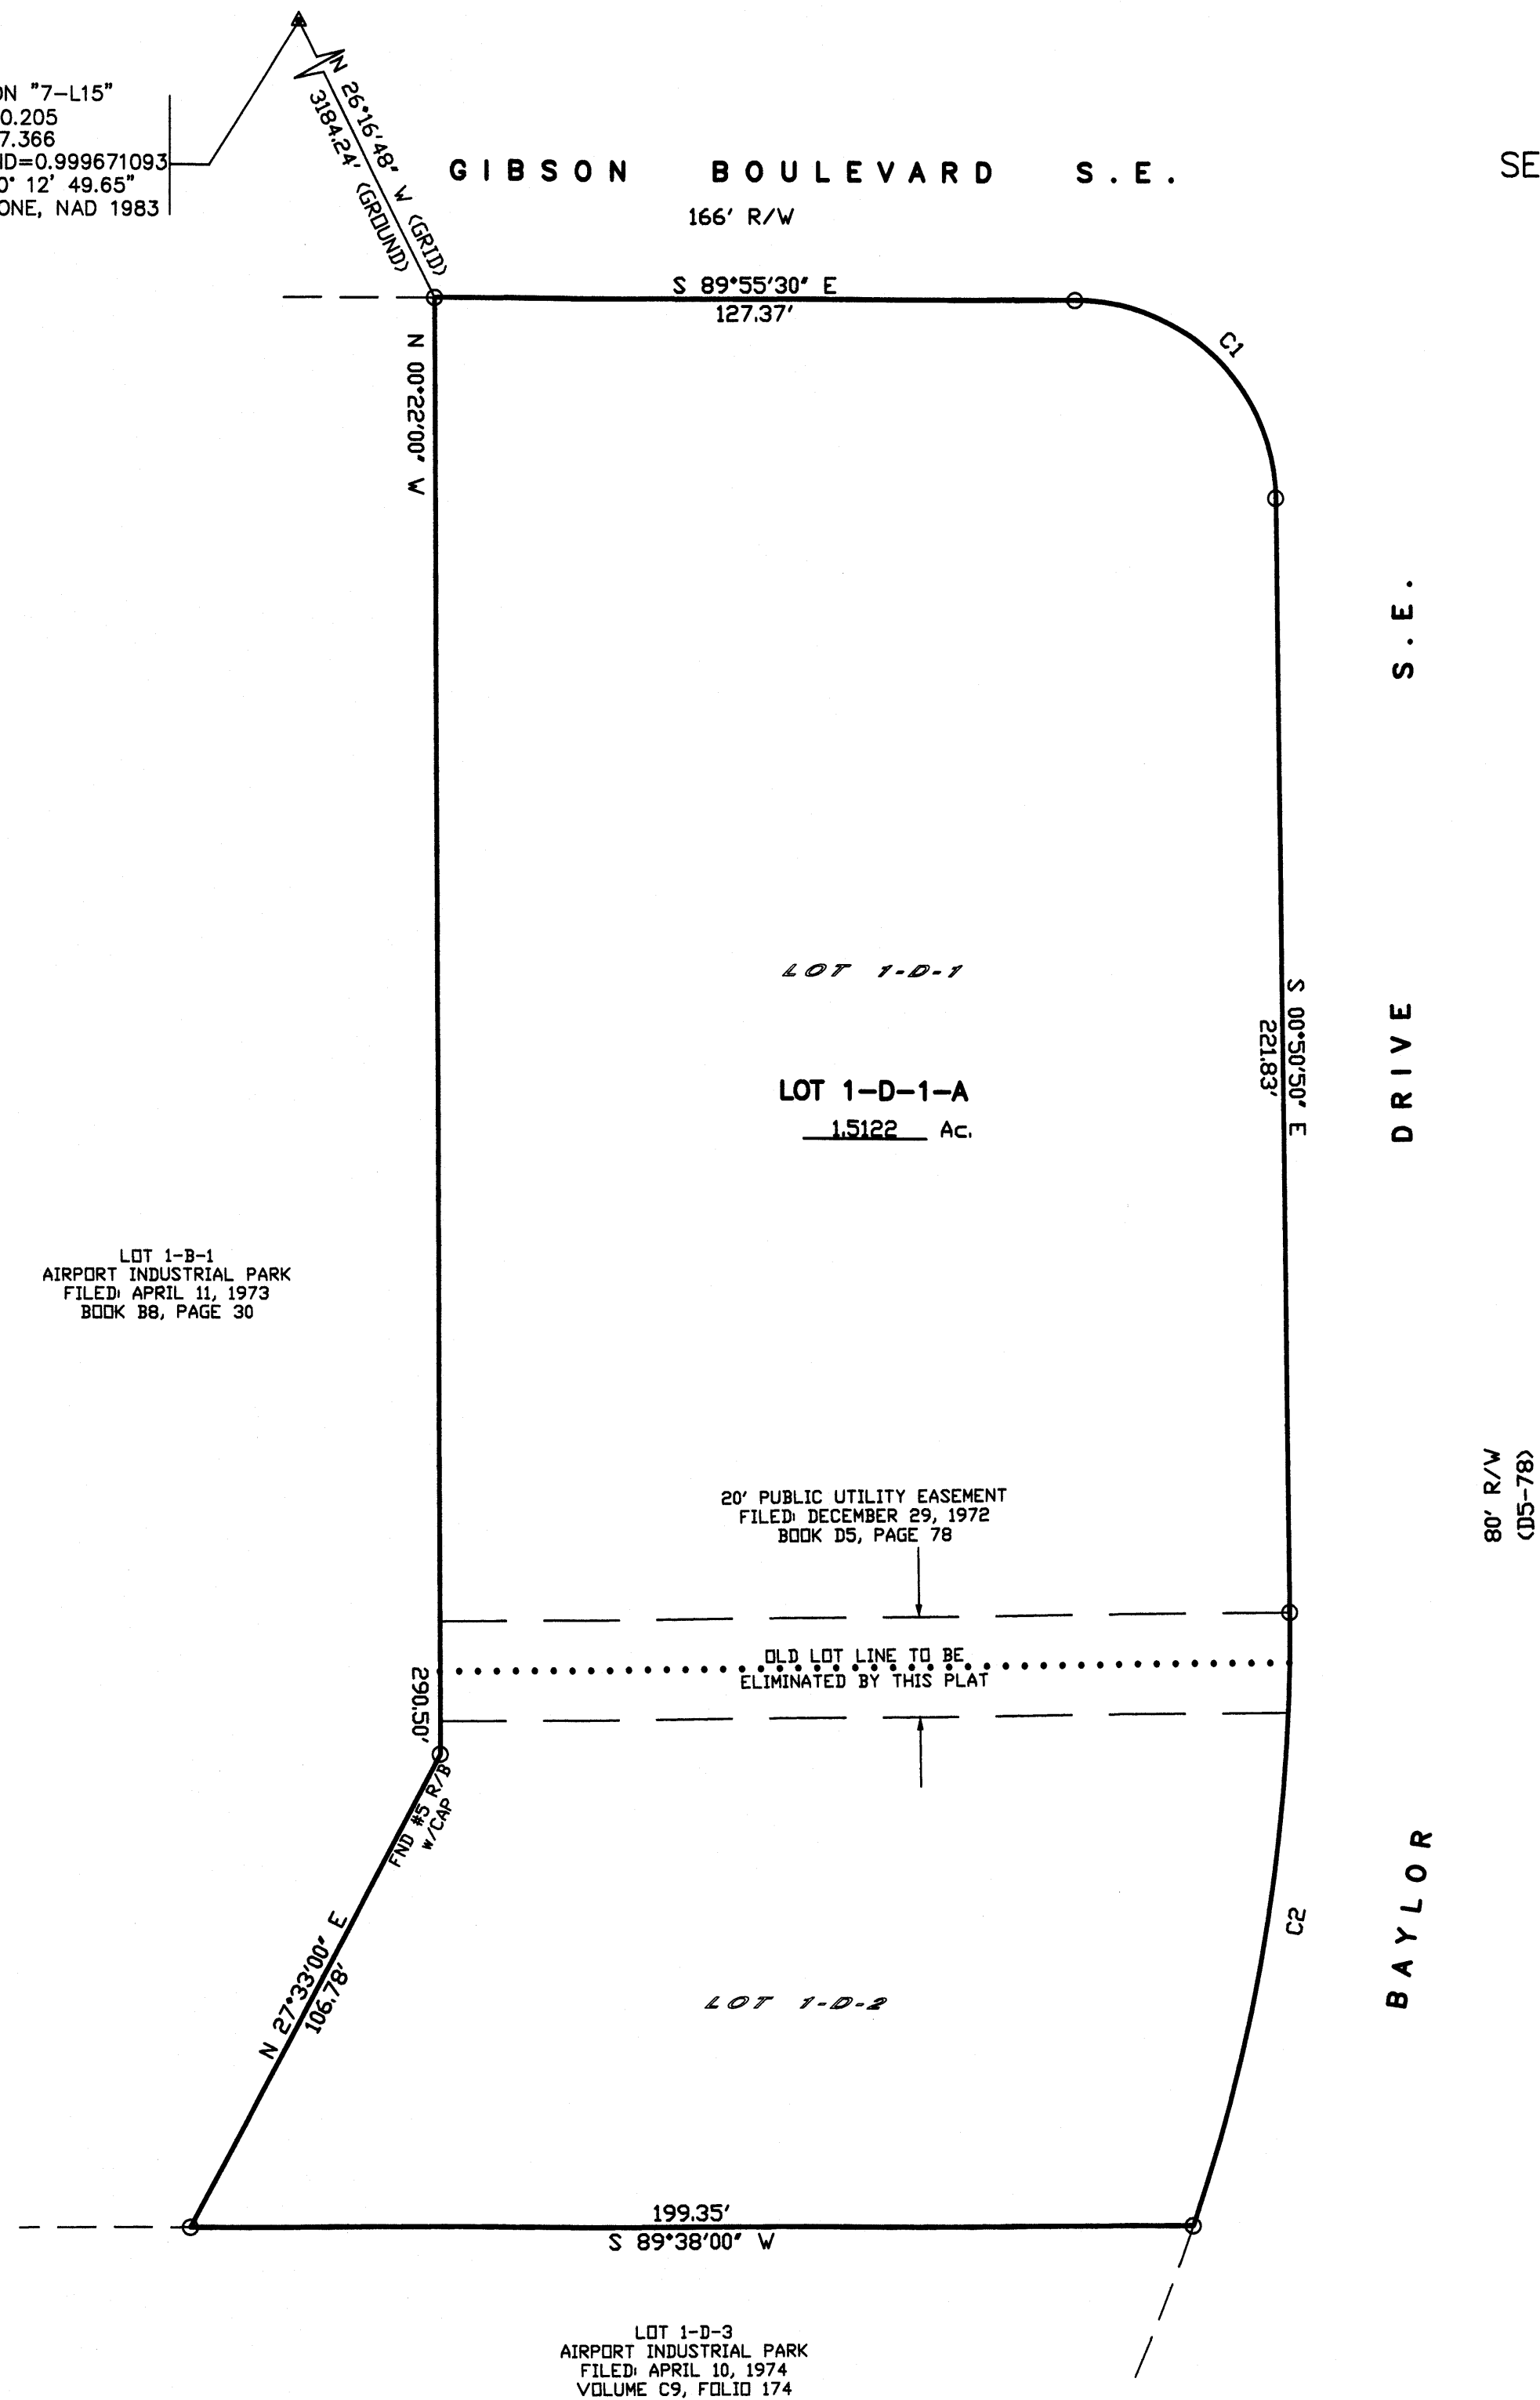 ON "7-L15"
0.205
7.366
ND=0.999671093
0° 12' 49.65"
ONE, NAD 1983
N 26°16'48" W (GRID)
3184.24' (GROUND)
GIBSON BOULEVARD S.E.
166' R/W
SE
S 89°55'30" E
127.37'
C1
N 00°22'00" W
S.E.
LOT 1-D-1
S 00°50'50" E
221.83'
DRIVE
LOT 1-D-1-A
1.5122 Ac.
LOT 1-B-1
AIRPORT INDUSTRIAL PARK
FILED: APRIL 11, 1973
BOOK B8, PAGE 30
80' R/W
(D5-78)
20' PUBLIC UTILITY EASEMENT
FILED: DECEMBER 29, 1972
BOOK D5, PAGE 78
OLD LOT LINE TO BE
ELIMINATED BY THIS PLAT
290.50'
FND #5 R/B
w/CAP
BAYLOR
C2
N 27°33'00" E
106.78'
LOT 1-D-2
199.35'
S 89°38'00" W
LOT 1-D-3
AIRPORT INDUSTRIAL PARK
FILED: APRIL 10, 1974
VOLUME C9, FOLIO 174